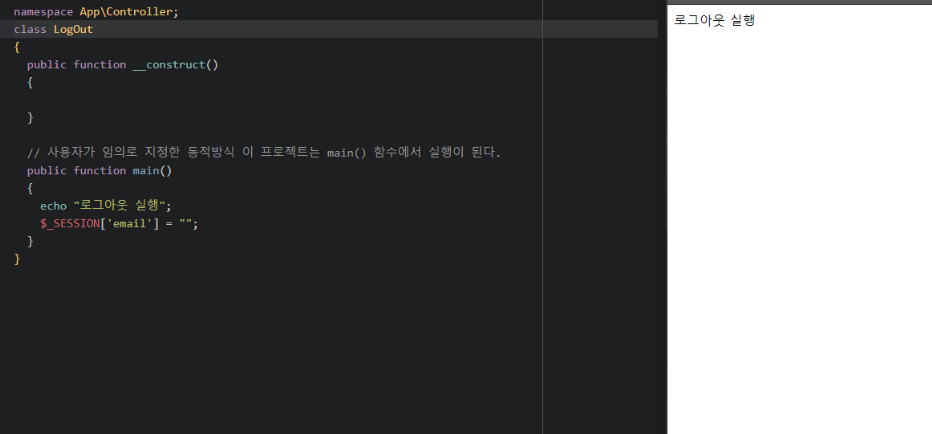 namespace App\Controller;
class LogOut
{
public function __construct()
{
}
// 사용자가 임의로 지정한 동적방식 이 프로젝트는 main() 함수에서 실행이 된다.
public function main()
{
echo "로그아웃 실행";
$_SESSION['email'] = "";
}
}
로그아웃 실행